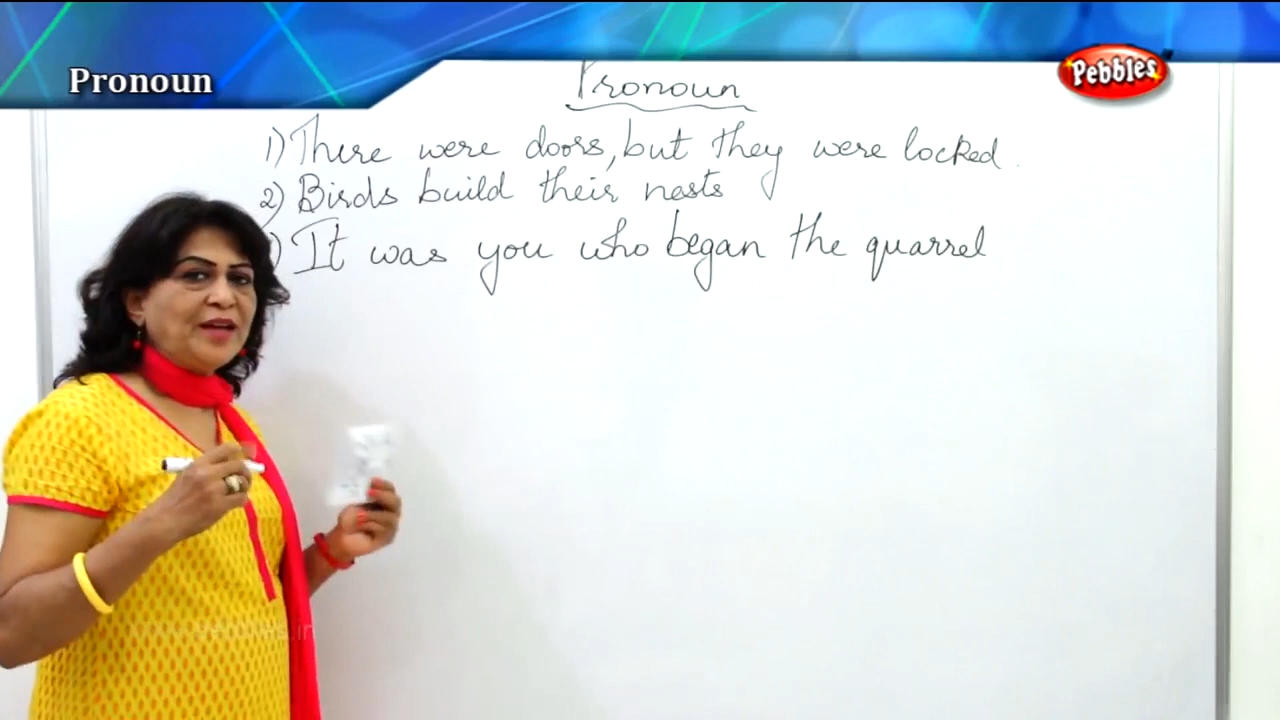 Pronoun
Pebbles
Pronoun
1) There were doors, but they were locked.
2) Birds build their nests
) It was you who began the quarrel